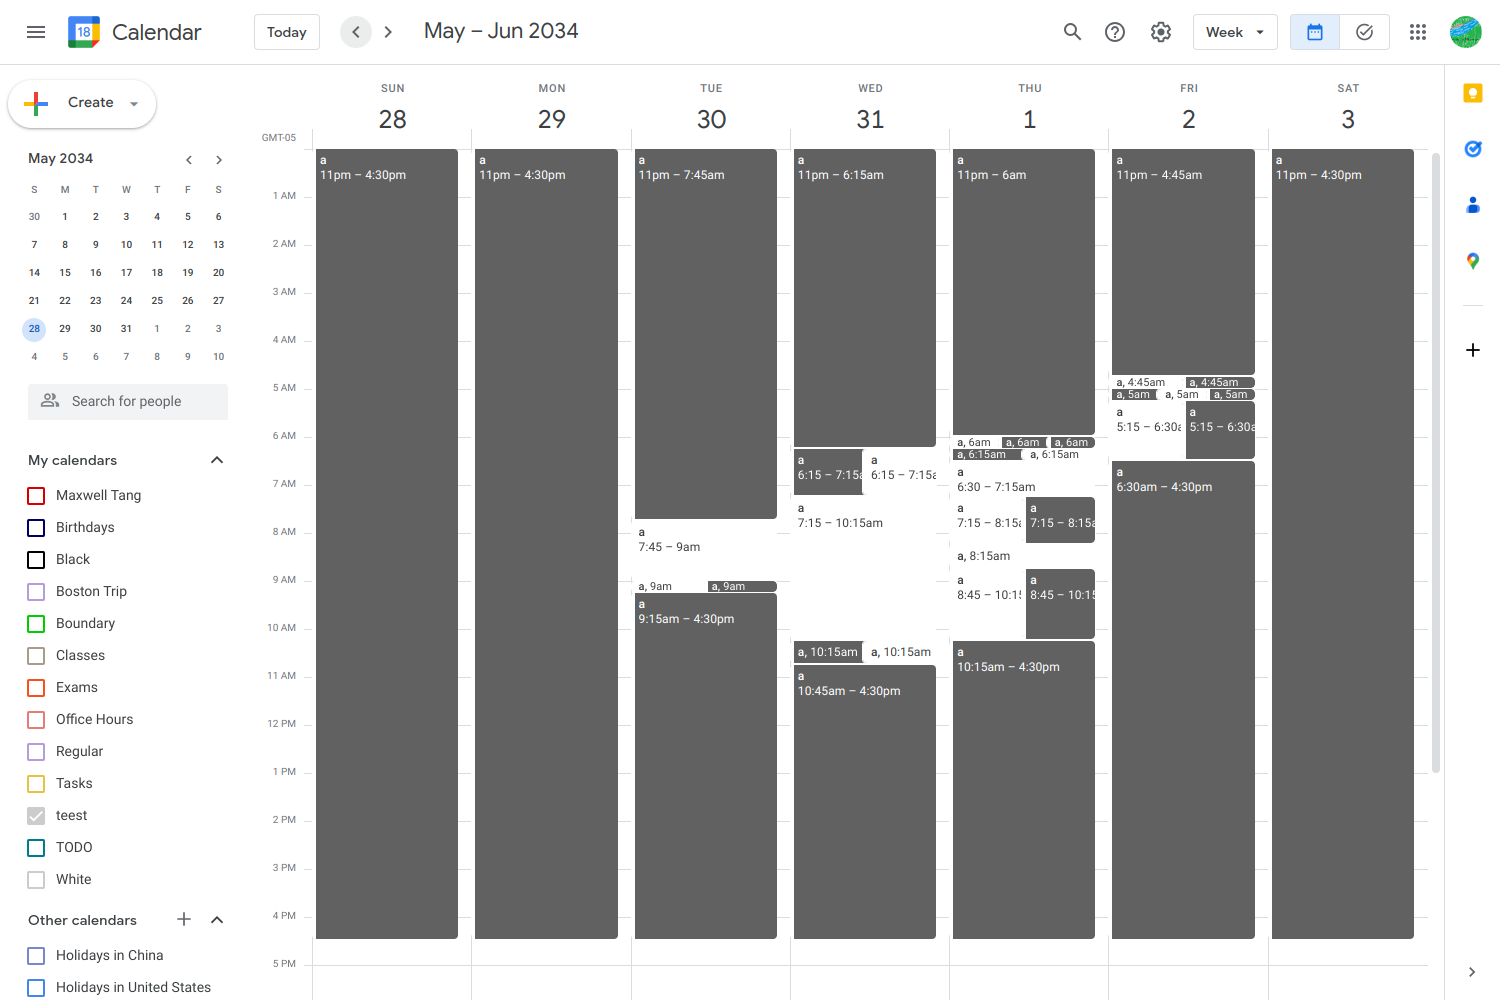 18 Calendar Today May – Jun 2034 Week
Create
May 2034
S M T W T F S
30 1 2 3 4 5 6
7 8 9 10 11 12 13
14 15 16 17 18 19 20
21 22 23 24 25 26 27
28 29 30 31 1 2 3
4 5 6 7 8 9 10
Search for people
My calendars
Maxwell Tang
Birthdays
Black
Boston Trip
Boundary
Classes
Exams
Office Hours
Regular
Tasks
teest
TODO
White
Other calendars
Holidays in China
Holidays in United States
SUN MON TUE WED THU FRI SAT
28 29 30 31 1 2 3
GMT-05
1 AM
2 AM
3 AM
4 AM
5 AM
6 AM
7 AM
8 AM
9 AM
10 AM
11 AM
12 PM
1 PM
2 PM
3 PM
4 PM
5 PM
a
11pm – 4:30pm
a
11pm – 4:30pm
a
11pm – 7:45am
a
7:45 – 9am
a, 9am
a, 9am
a
9:15am – 4:30pm
a
11pm – 6:15am
a
6:15 – 7:15a
a
6:15 – 7:15a
a
7:15 – 10:15am
a, 10:15am
a, 10:15am
a
10:45am – 4:30pm
a
11pm – 6am
a, 6am
a, 6am
a, 6am
a, 6:15am
a, 6:15am
a
6:30 – 7:15am
a
7:15 – 8:15a
a
7:15 – 8:15a
a, 8:15am
a
8:45 – 10:15
a
8:45 – 10:15
a
10:15am – 4:30pm
a
11pm – 4:45am
a, 4:45am
a, 4:45am
a, 5am
a, 5am
a, 5am
a
5:15 – 6:30a
a
5:15 – 6:30a
a
6:30am – 4:30pm
a
11pm – 4:30pm